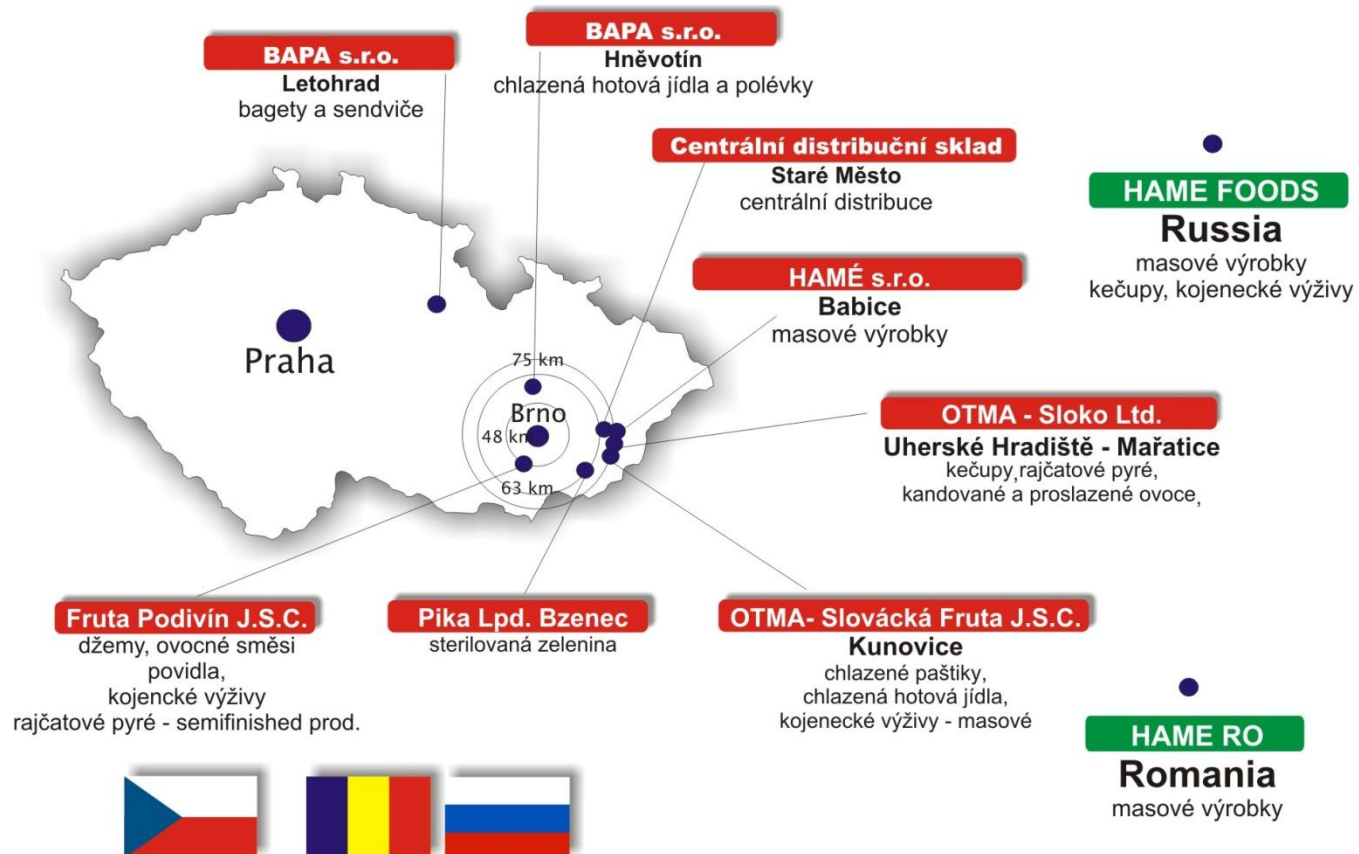 BAPA s.r.o.
Letohrad
bagety a sendviče
BAPA s.r.o.
Hněvotín
chlazená hotová jídla a polévky
Centrální distribuční sklad
Staré Město
centrální distribuce
HAME FOODS
Russia
masové výrobky
kečupy, kojenecké výživy
HAMÉ s.r.o.
Babice
masové výrobky
Praha
75 km
Brno
48 km
63 km
OTMA - Sloko Ltd.
Uherské Hradiště - Mařatice
kečupy,rajčatové pyré,
kandované a proslazené ovoce,
Fruta Podivín J.S.C.
džemy, ovocné směsi
povidla,
kojencké výživy
rajčatové pyré - semifinished prod.
Pika Lpd. Bzenec
sterilovaná zelenina
OTMA- Slovácká Fruta J.S.C.
Kunovice
chlazené paštiky,
chlazená hotová jídla,
kojenecké výživy - masové
HAME RO
Romania
masové výrobky